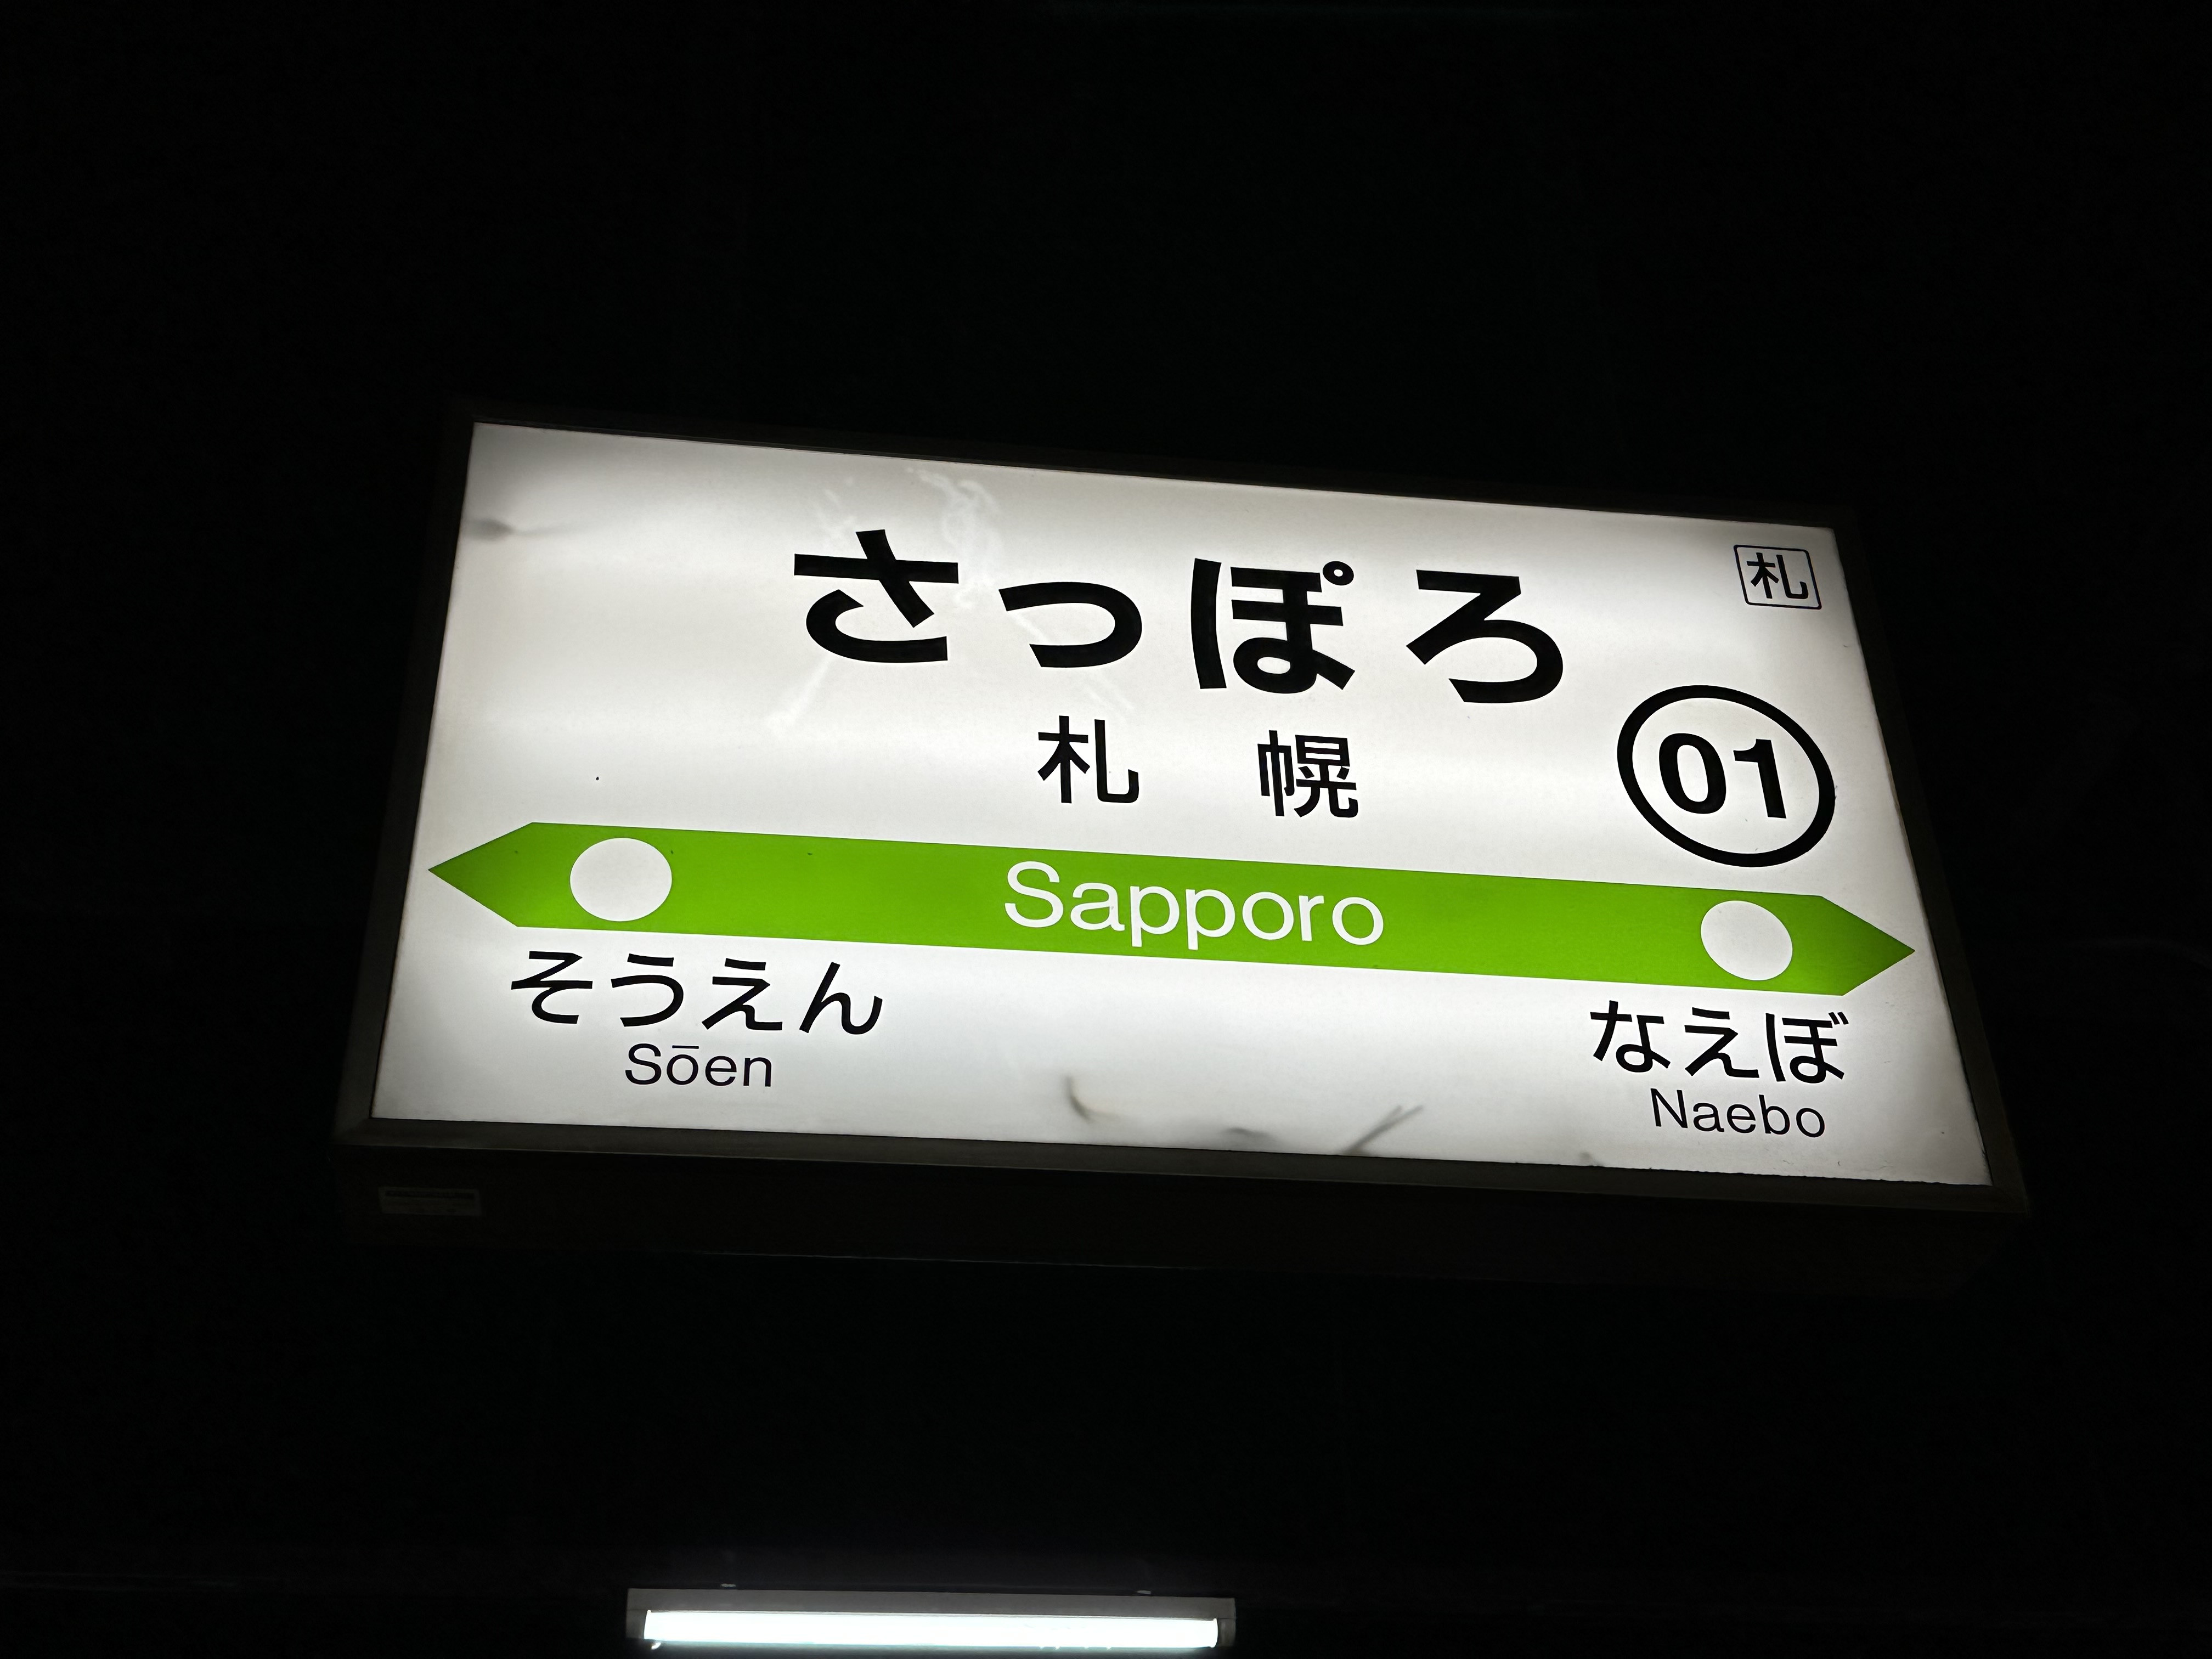 札
さっぽろ
札幌
01
Sapporo
そうえん
Sōen
なえぼ
Naebo